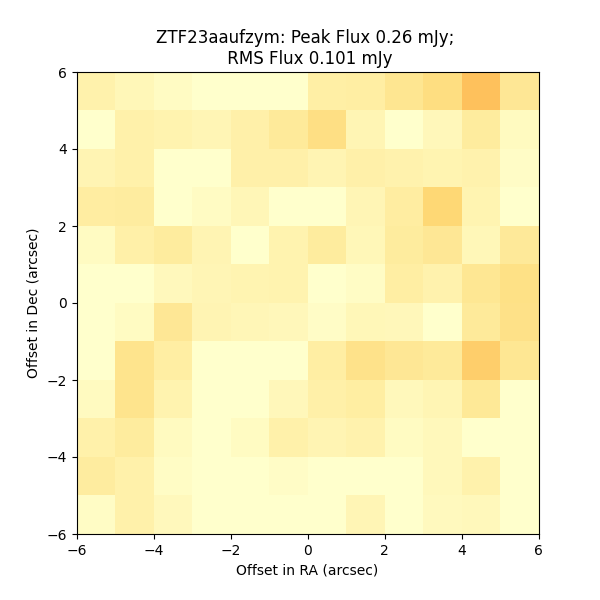 ZTF23aaufzym: Peak Flux 0.26 mJy;
RMS Flux 0.101 mJy
6
4
2
0
−2
−4
−6
Offset in Dec (arcsec)
−6 −4 −2 0 2 4 6
Offset in RA (arcsec)